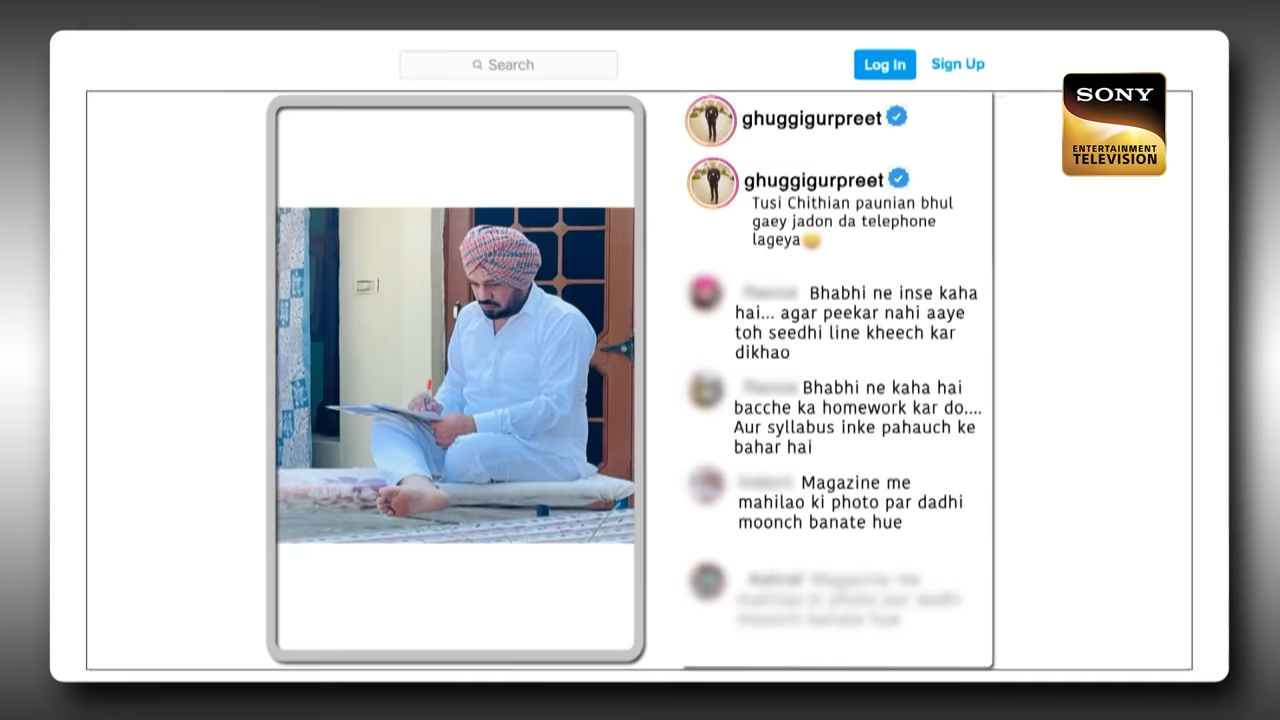 Search
Log In
Sign Up
SONY
ENTERTAINMENT
TELEVISION
ghuggigurpreet
ghuggigurpreet
Tusi Chithian paunian bhul
gaey jadon da telephone
lageya
Bhabhi ne inse kaha
hai... agar peekar nahi aaye
toh seedhi line kheech kar
dikhao
Bhabhi ne kaha hai
bacche ka homework kar do....
Aur syllabus inke pahauch ke
bahar hai
Magazine me
mahilao ki photo par dadhi
moonch banate hue